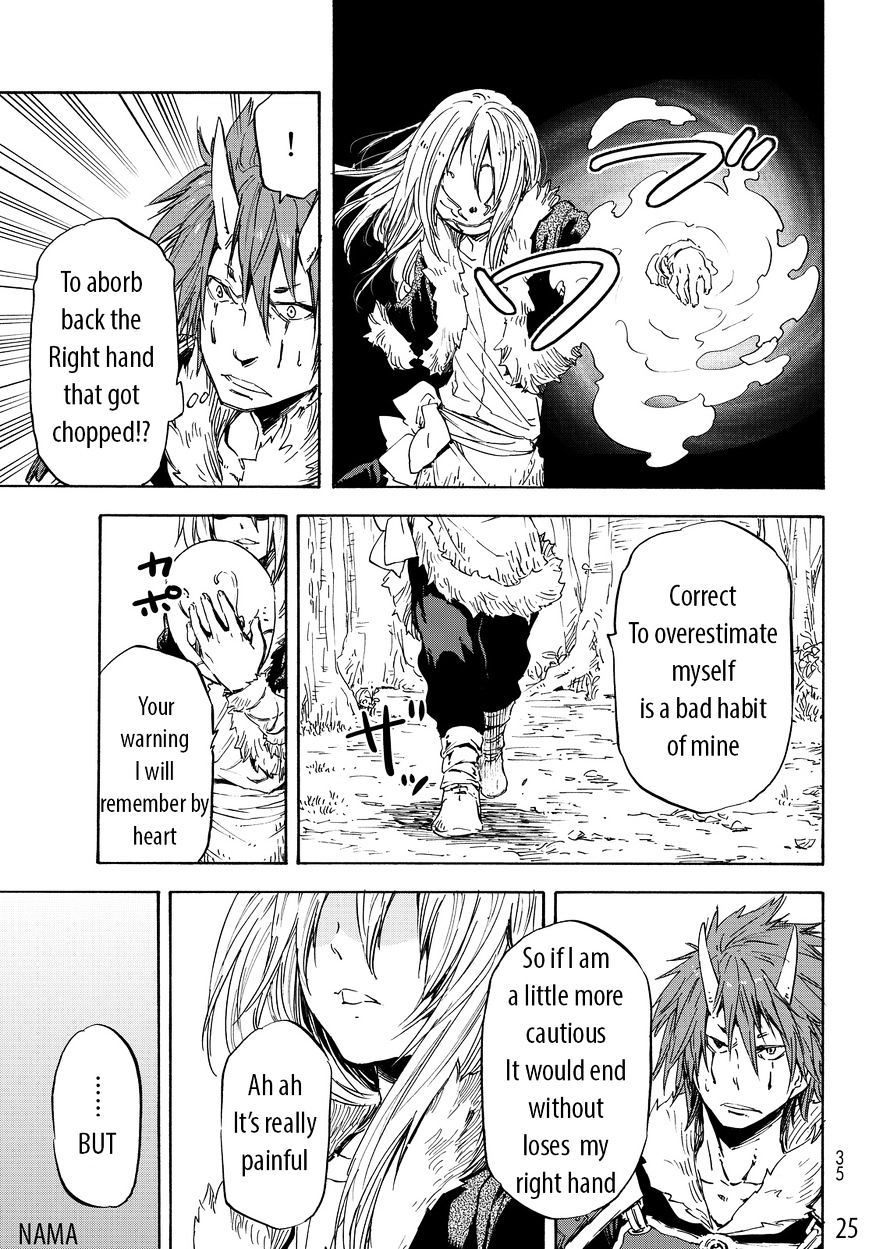 ブワ
!
To aborb
back the
Right hand
that got
chopped!?
Correct
To overestimate
myself
is a bad habit
of mine
ザッ
カポ
Your
warning
I will
remember by
heart
So if I am
a little more
cautious
It would end
without
loses my
right hand
Ah ah
It's really
painful
......
BUT
35
25
NAMA